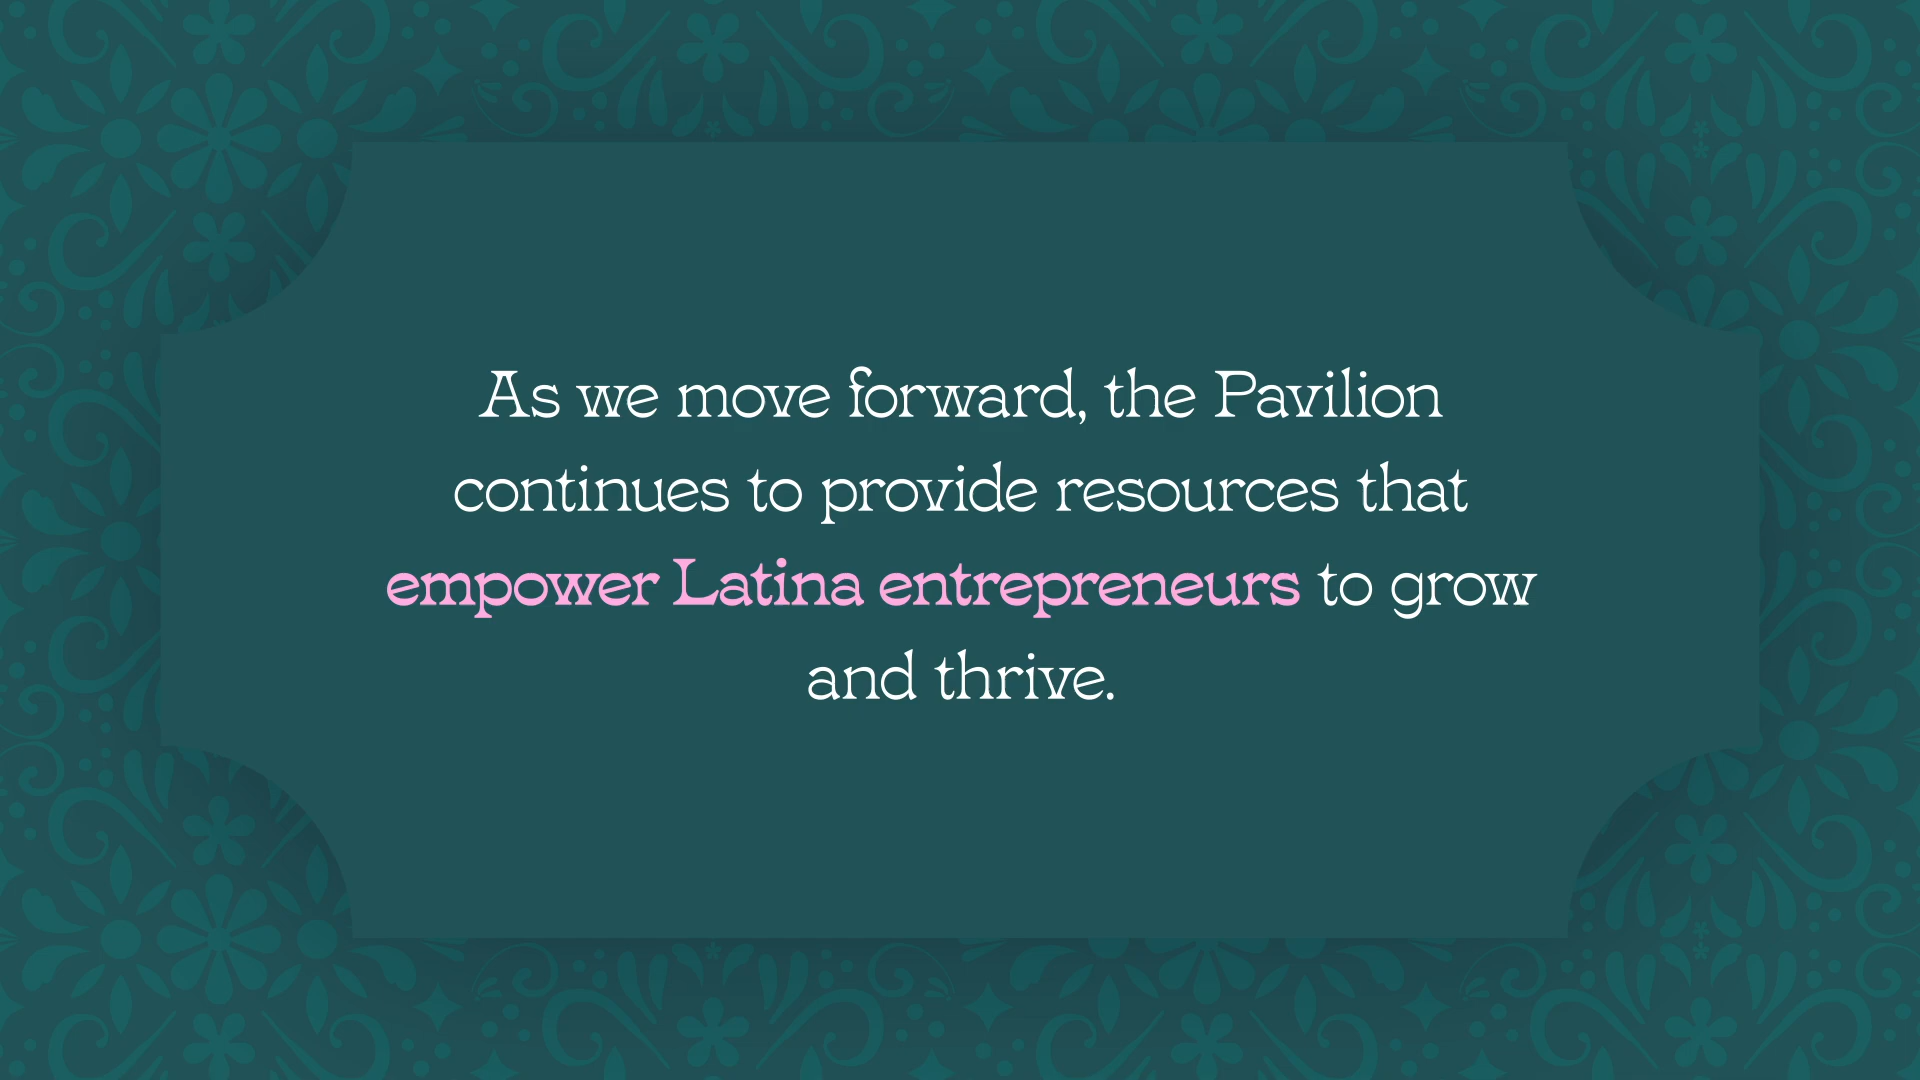 As we move forward, the Pavilion
continues to provide resources that
empower Latina entrepreneurs to grow
and thrive.